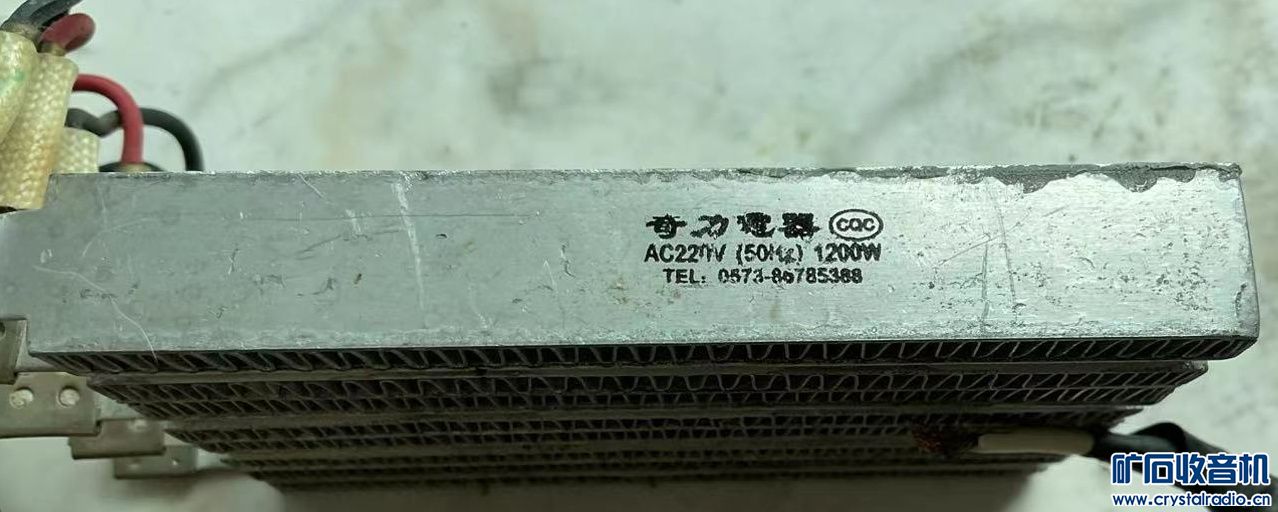 奇力電器 CQC
AC220V (50Hz) 1200W
TEL: 0573-86785388
矿石收音机
www.crystalradio.cn